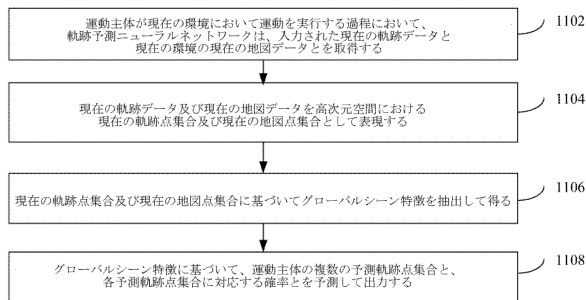 運動主体が現在の環境において運動を実行する過程において、
軌跡予測ニューラルネットワークは、入力された現在の軌跡データと
現在の環境の現在の地図データとを取得する
1102
現在の軌跡データ及び現在の地図データを高次元空間における
現在の軌跡点集合及び現在の地図点集合として表現する
1104
現在の軌跡点集合及び現在の地図点集合に基づいてグローバルシーン特徴を抽出して得る
1106
グローバルシーン特徴に基づいて、運動主体の複数の予測軌跡点集合と、
各予測軌跡点集合に対応する確率とを予測して出力する
1108